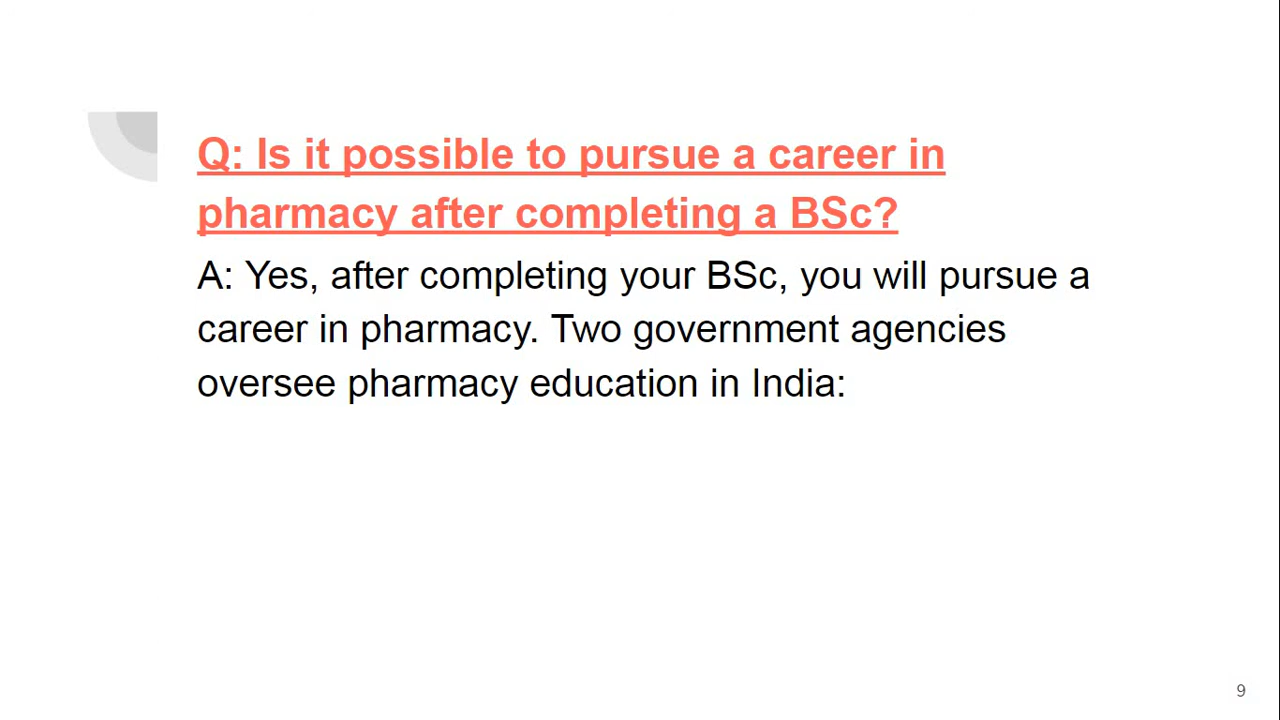 Q: Is it possible to pursue a career in
pharmacy after completing a BSc?
A: Yes, after completing your BSc, you will pursue a
career in pharmacy. Two government agencies
oversee pharmacy education in India:
9